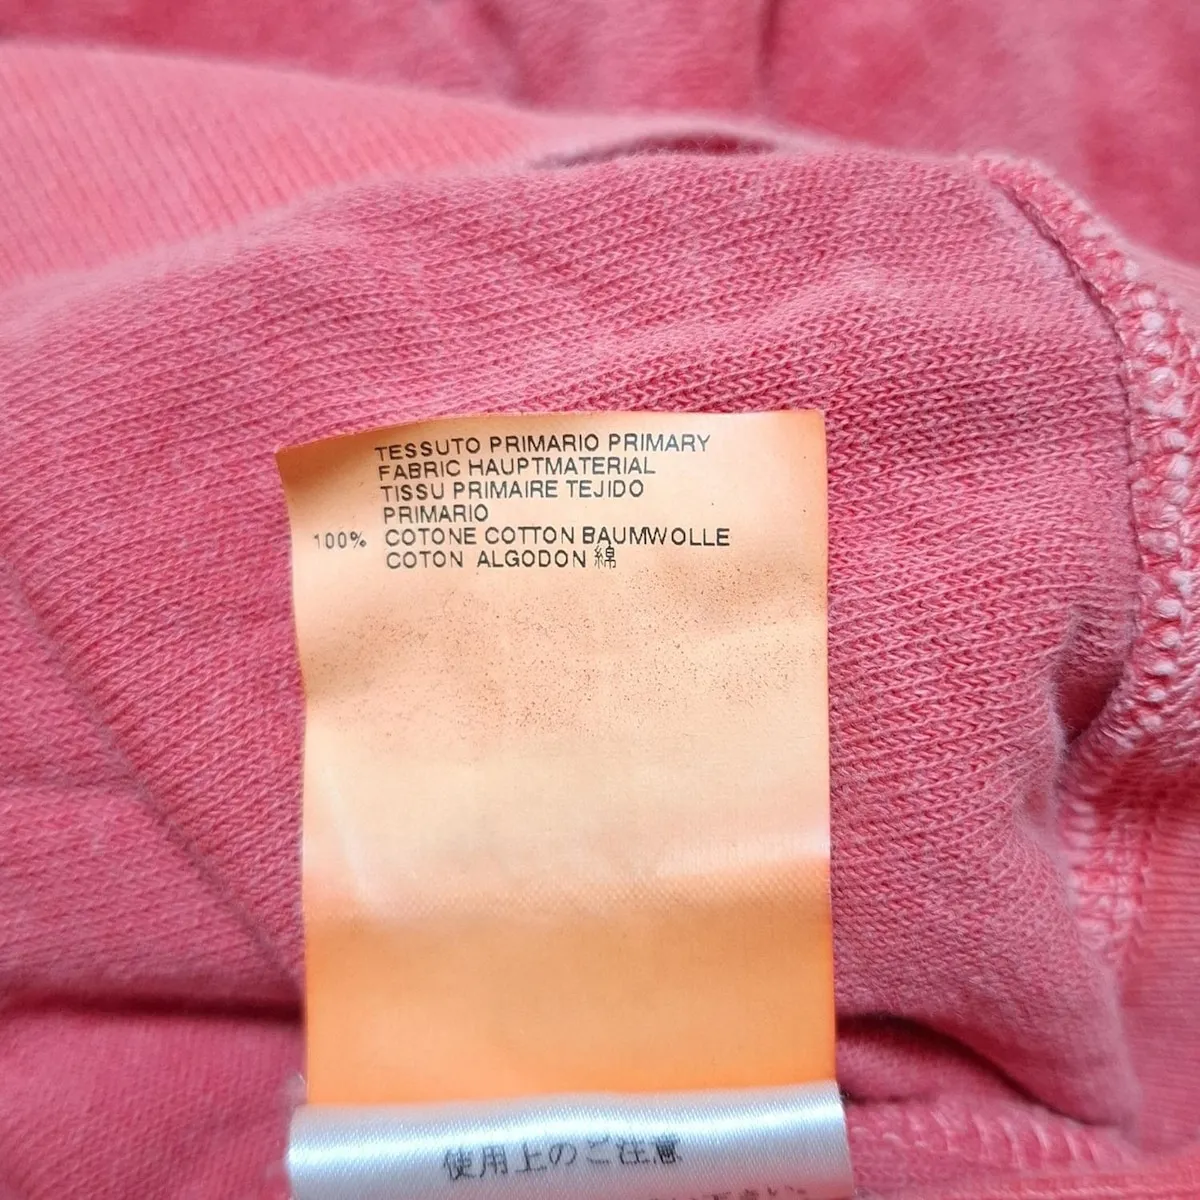 TESSUTO PRIMARIO PRIMARY
FABRIC HAUPTMATERIAL
TISSU PRIMAIRE TEJIDO
PRIMARIO
100% COTONE COTTON BAUMWOLLE
COTON ALGODON 綿
使用上のご注意